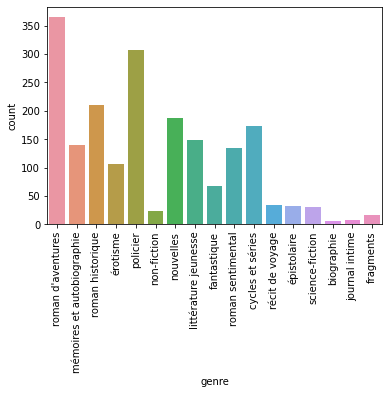 350
300
250
200
150
100
50
0
count
roman d'aventures
mémoires et autobiographie
roman historique
érotisme
policier
non-fiction
nouvelles
littérature jeunesse
fantastique
roman sentimental
cycles et séries
récit de voyage
épistolaire
science-fiction
biographie
journal intime
fragments
genre